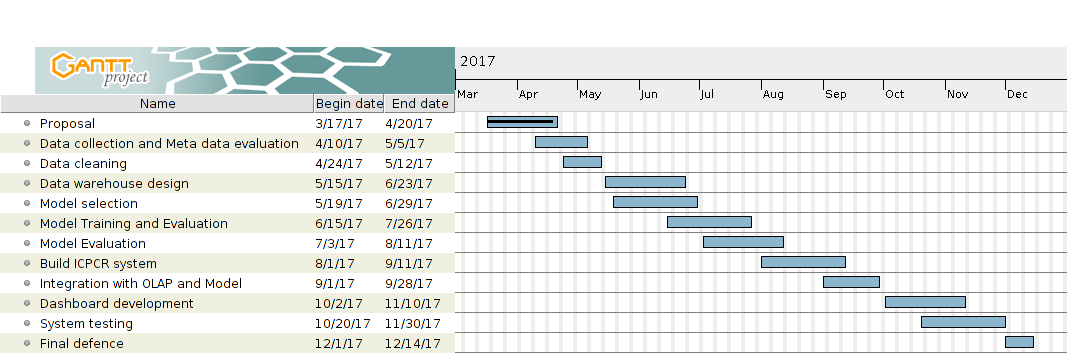 GANTT project
2017
Mar Apr May Jun Jul Aug Sep Oct Nov Dec
Name Begin date End date
Proposal 3/17/17 4/20/17
Data collection and Meta data evaluation 4/10/17 5/5/17
Data cleaning 4/24/17 5/12/17
Data warehouse design 5/15/17 6/23/17
Model selection 5/19/17 6/29/17
Model Training and Evaluation 6/15/17 7/26/17
Model Evaluation 7/3/17 8/11/17
Build ICPCR system 8/1/17 9/11/17
Integration with OLAP and Model 9/1/17 9/28/17
Dashboard development 10/2/17 11/10/17
System testing 10/20/17 11/30/17
Final defence 12/1/17 12/14/17